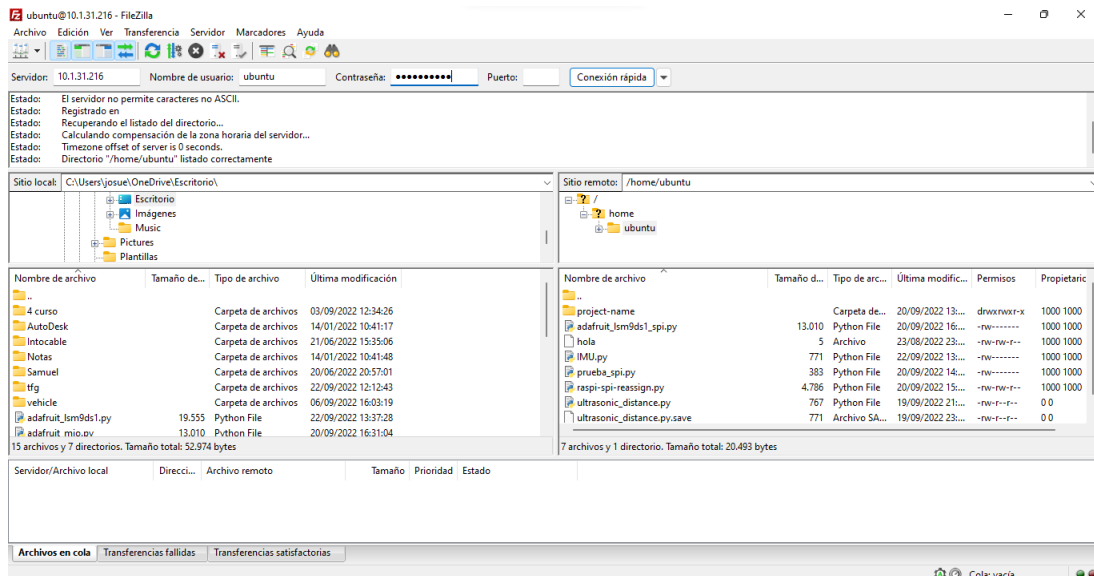 ubuntu@10.1.31.216 - FileZilla
Archivo Edición Ver Transferencia Servidor Marcadores Ayuda
Servidor: 10.1.31.216 Nombre de usuario: ubuntu Contraseña: ●●●●●●●●●● Puerto: Conexión rápida
Estado: El servidor no permite caracteres no ASCII.
Estado: Registrado en
Estado: Recuperando el listado del directorio...
Estado: Calculando compensación de la zona horaria del servidor...
Estado: Timezone offset of server is 0 seconds.
Estado: Directorio "/home/ubuntu" listado correctamente
Sitio local: C:\Users\josue\OneDrive\Escritorio\
Escritorio
Imágenes
Music
Pictures
Plantillas
Sitio remoto: /home/ubuntu
/
home
ubuntu
Nombre de archivo Tamaño de... Tipo de archivo Última modificación
..
4 curso Carpeta de archivos 03/09/2022 12:34:26
AutoDesk Carpeta de archivos 14/01/2022 10:41:17
Intocable Carpeta de archivos 21/06/2022 15:35:06
Notas Carpeta de archivos 14/01/2022 10:41:48
Samuel Carpeta de archivos 20/06/2022 20:57:01
tfg Carpeta de archivos 22/09/2022 12:12:43
vehicle Carpeta de archivos 06/09/2022 16:03:19
adafruit_lsm9ds1.py 19.555 Python File 22/09/2022 13:37:28
adafruit_mio.py 13.010 Python File 20/09/2022 16:31:04
15 archivos y 7 directorios. Tamaño total: 52.974 bytes
Nombre de archivo Tamaño d... Tipo de arc... Última modific... Permisos Propietario
..
project-name Carpeta de... 20/09/2022 13:... drwxrwxr-x 1000 1000
adafruit_lsm9ds1_spi.py 13.010 Python File 20/09/2022 16:... -rw------- 1000 1000
hola 5 Archivo 23/08/2022 23:... -rw-rw-r-- 1000 1000
IMU.py 771 Python File 22/09/2022 13:... -rw------- 1000 1000
prueba_spi.py 383 Python File 20/09/2022 14:... -rw------- 1000 1000
raspi-spi-reassign.py 4.786 Python File 20/09/2022 15:... -rw-rw-r-- 1000 1000
ultrasonic_distance.py 767 Python File 19/09/2022 21:... -rw-r--r-- 0 0
ultrasonic_distance.py.save 771 Archivo SA... 19/09/2022 23:... -rw-r--r-- 0 0
7 archivos y 1 directorio. Tamaño total: 20.493 bytes
Servidor/Archivo local Direcci... Archivo remoto Tamaño Prioridad Estado
Archivos en cola Transferencias fallidas Transferencias satisfactorias
Cola: vacía